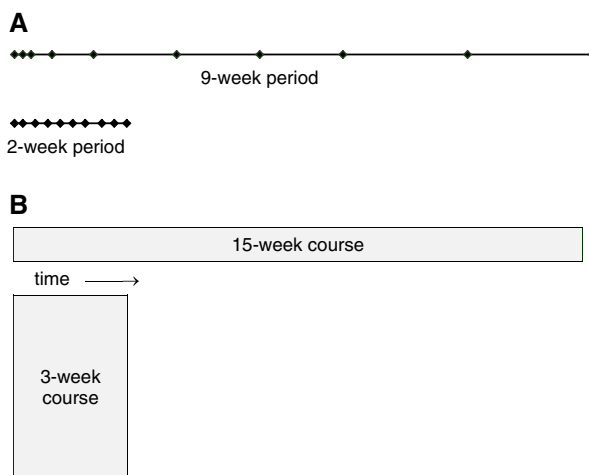 A
9-week period
2-week period
B
15-week course
time
3-week
course